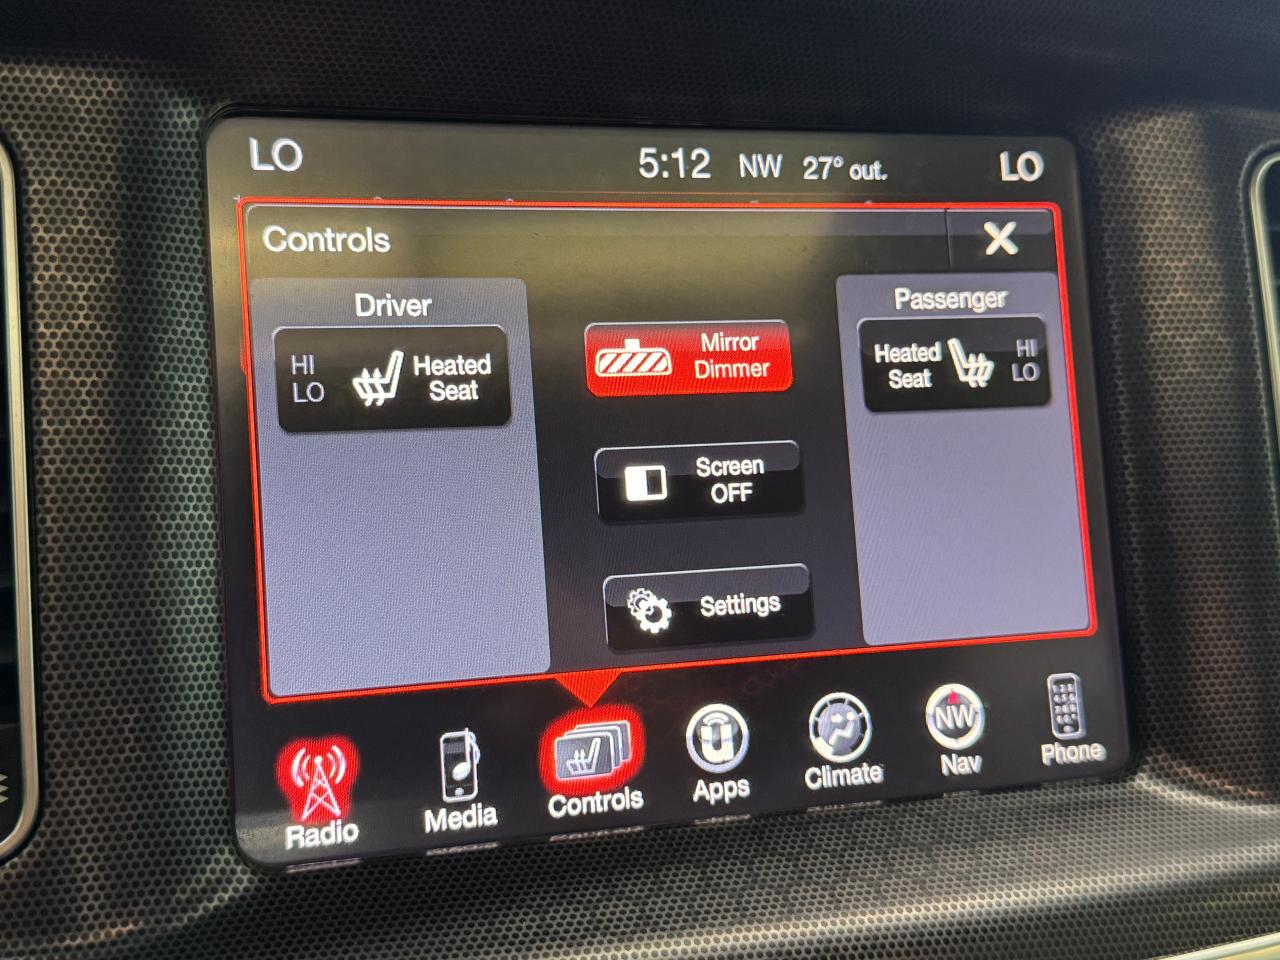 LO 5:12 NW 27° out. LO
Controls X
Driver
HI
LO
Heated
Seat
Mirror
Dimmer
Screen
OFF
Settings
Passenger
Heated
Seat
HI
LO
Radio
Media
Controls
Apps
Climate
NW
Nav
Phone